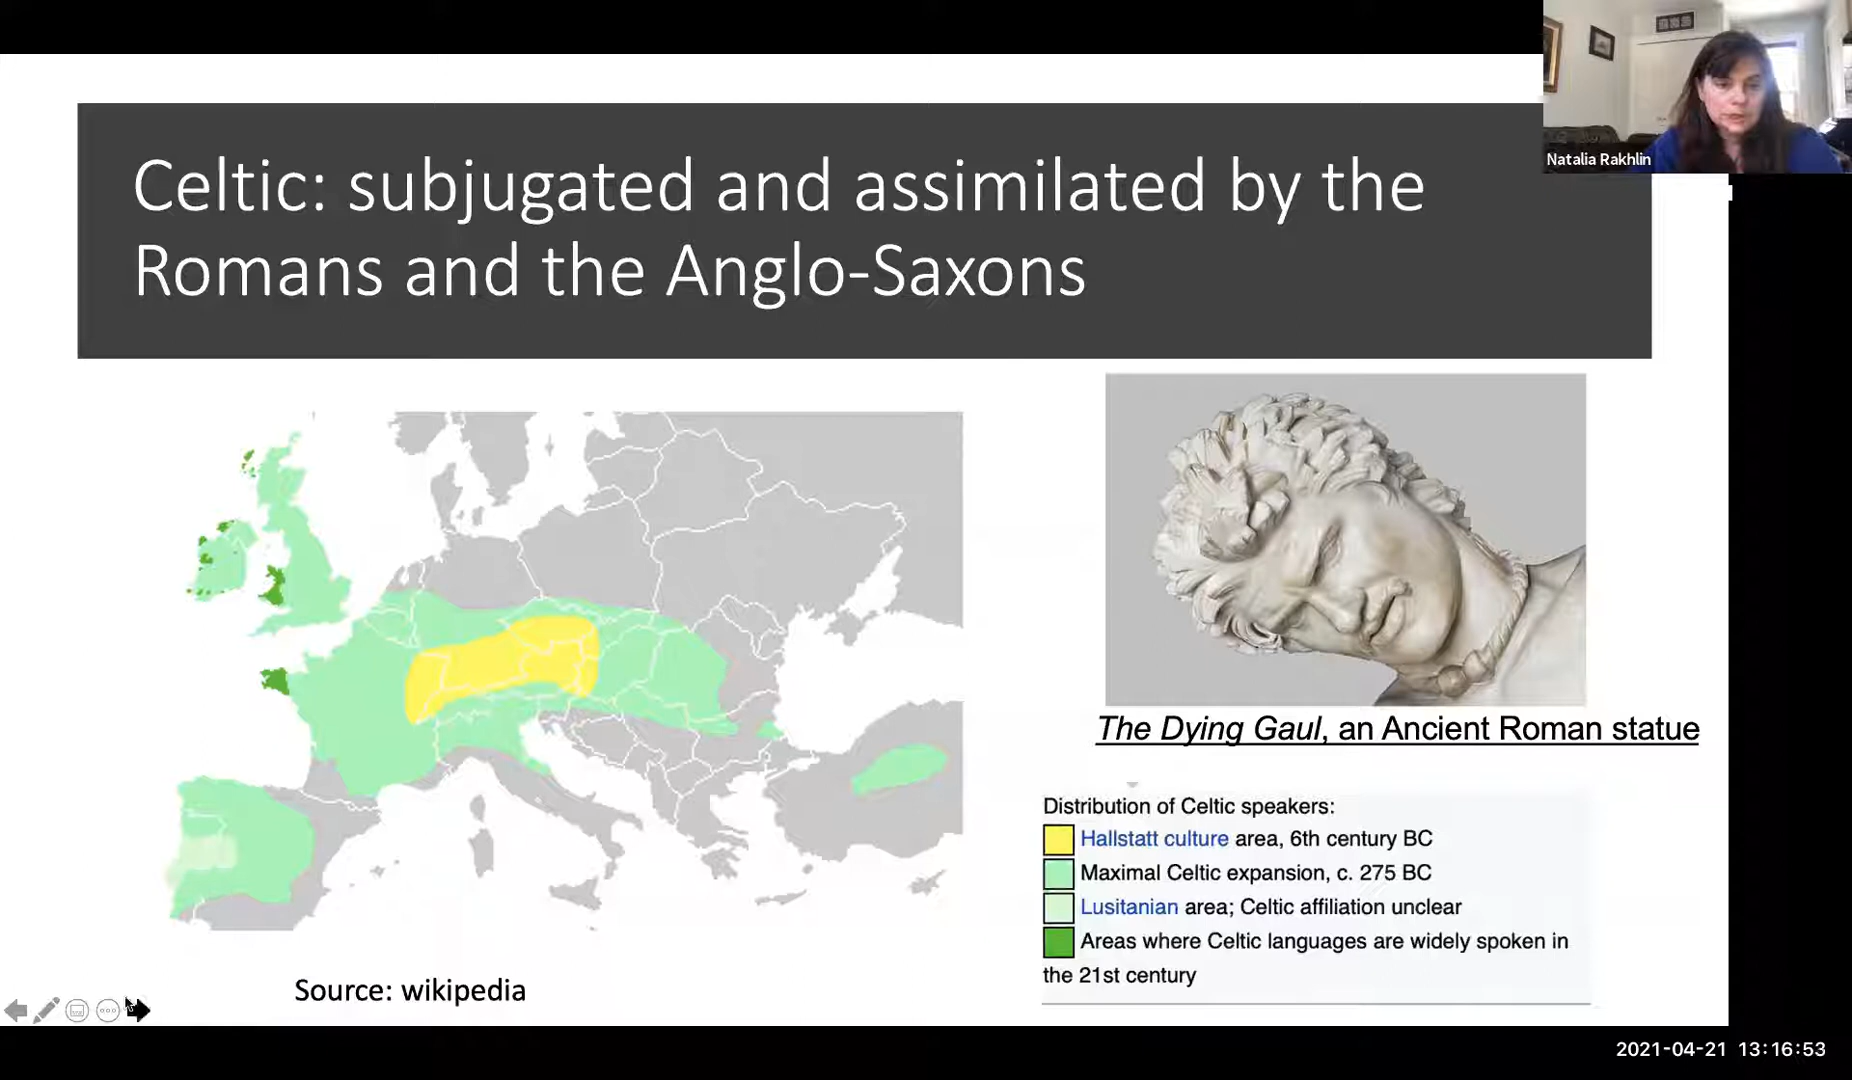 Natalia Rakhlin
Celtic: subjugated and assimilated by the
Romans and the Anglo-Saxons
The Dying Gaul, an Ancient Roman statue
Distribution of Celtic speakers:
Hallstatt culture area, 6th century BC
Maximal Celtic expansion, c. 275 BC
Lusitanian area; Celtic affiliation unclear
Areas where Celtic languages are widely spoken in
the 21st century
Source: wikipedia
2021-04-21 13:16:53